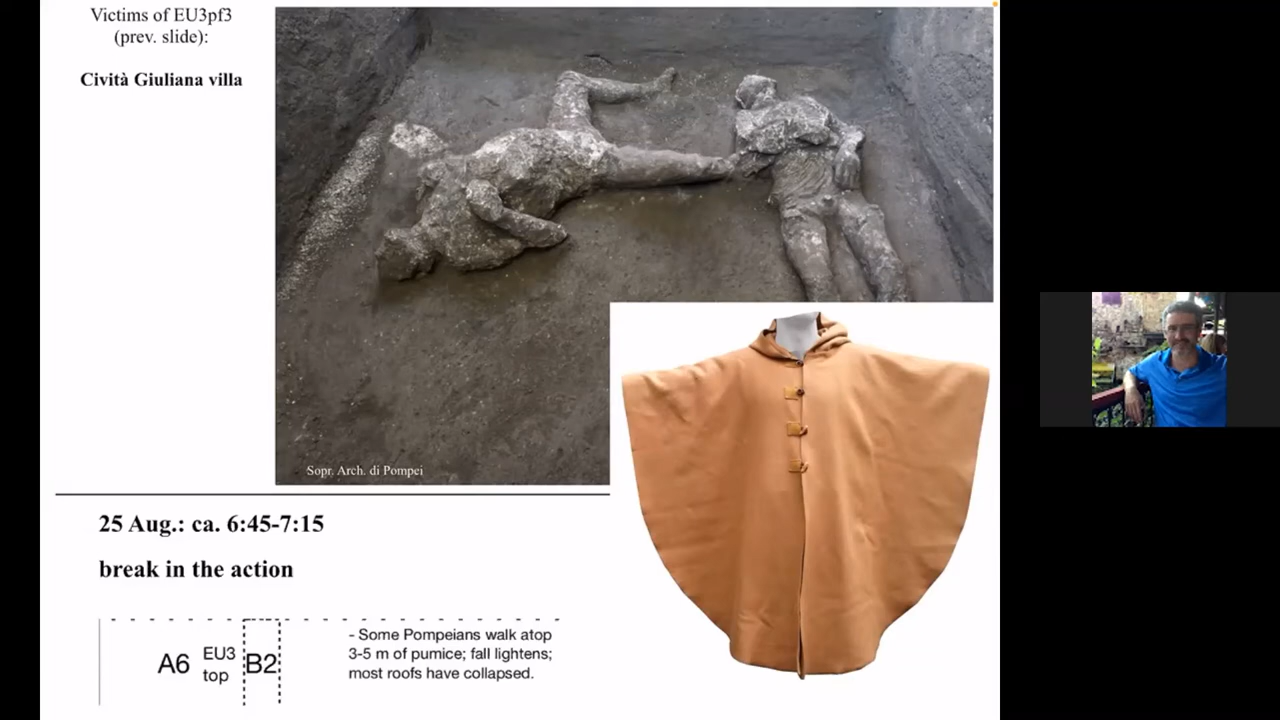 Victims of EU3pf3
(prev. slide):
Cività Giuliana villa
Sopr. Arch. di Pompei
25 Aug.: ca. 6:45-7:15
break in the action
A6
EU3
top
B2
- Some Pompeians walk atop
3-5 m of pumice; fall lightens;
most roofs have collapsed.